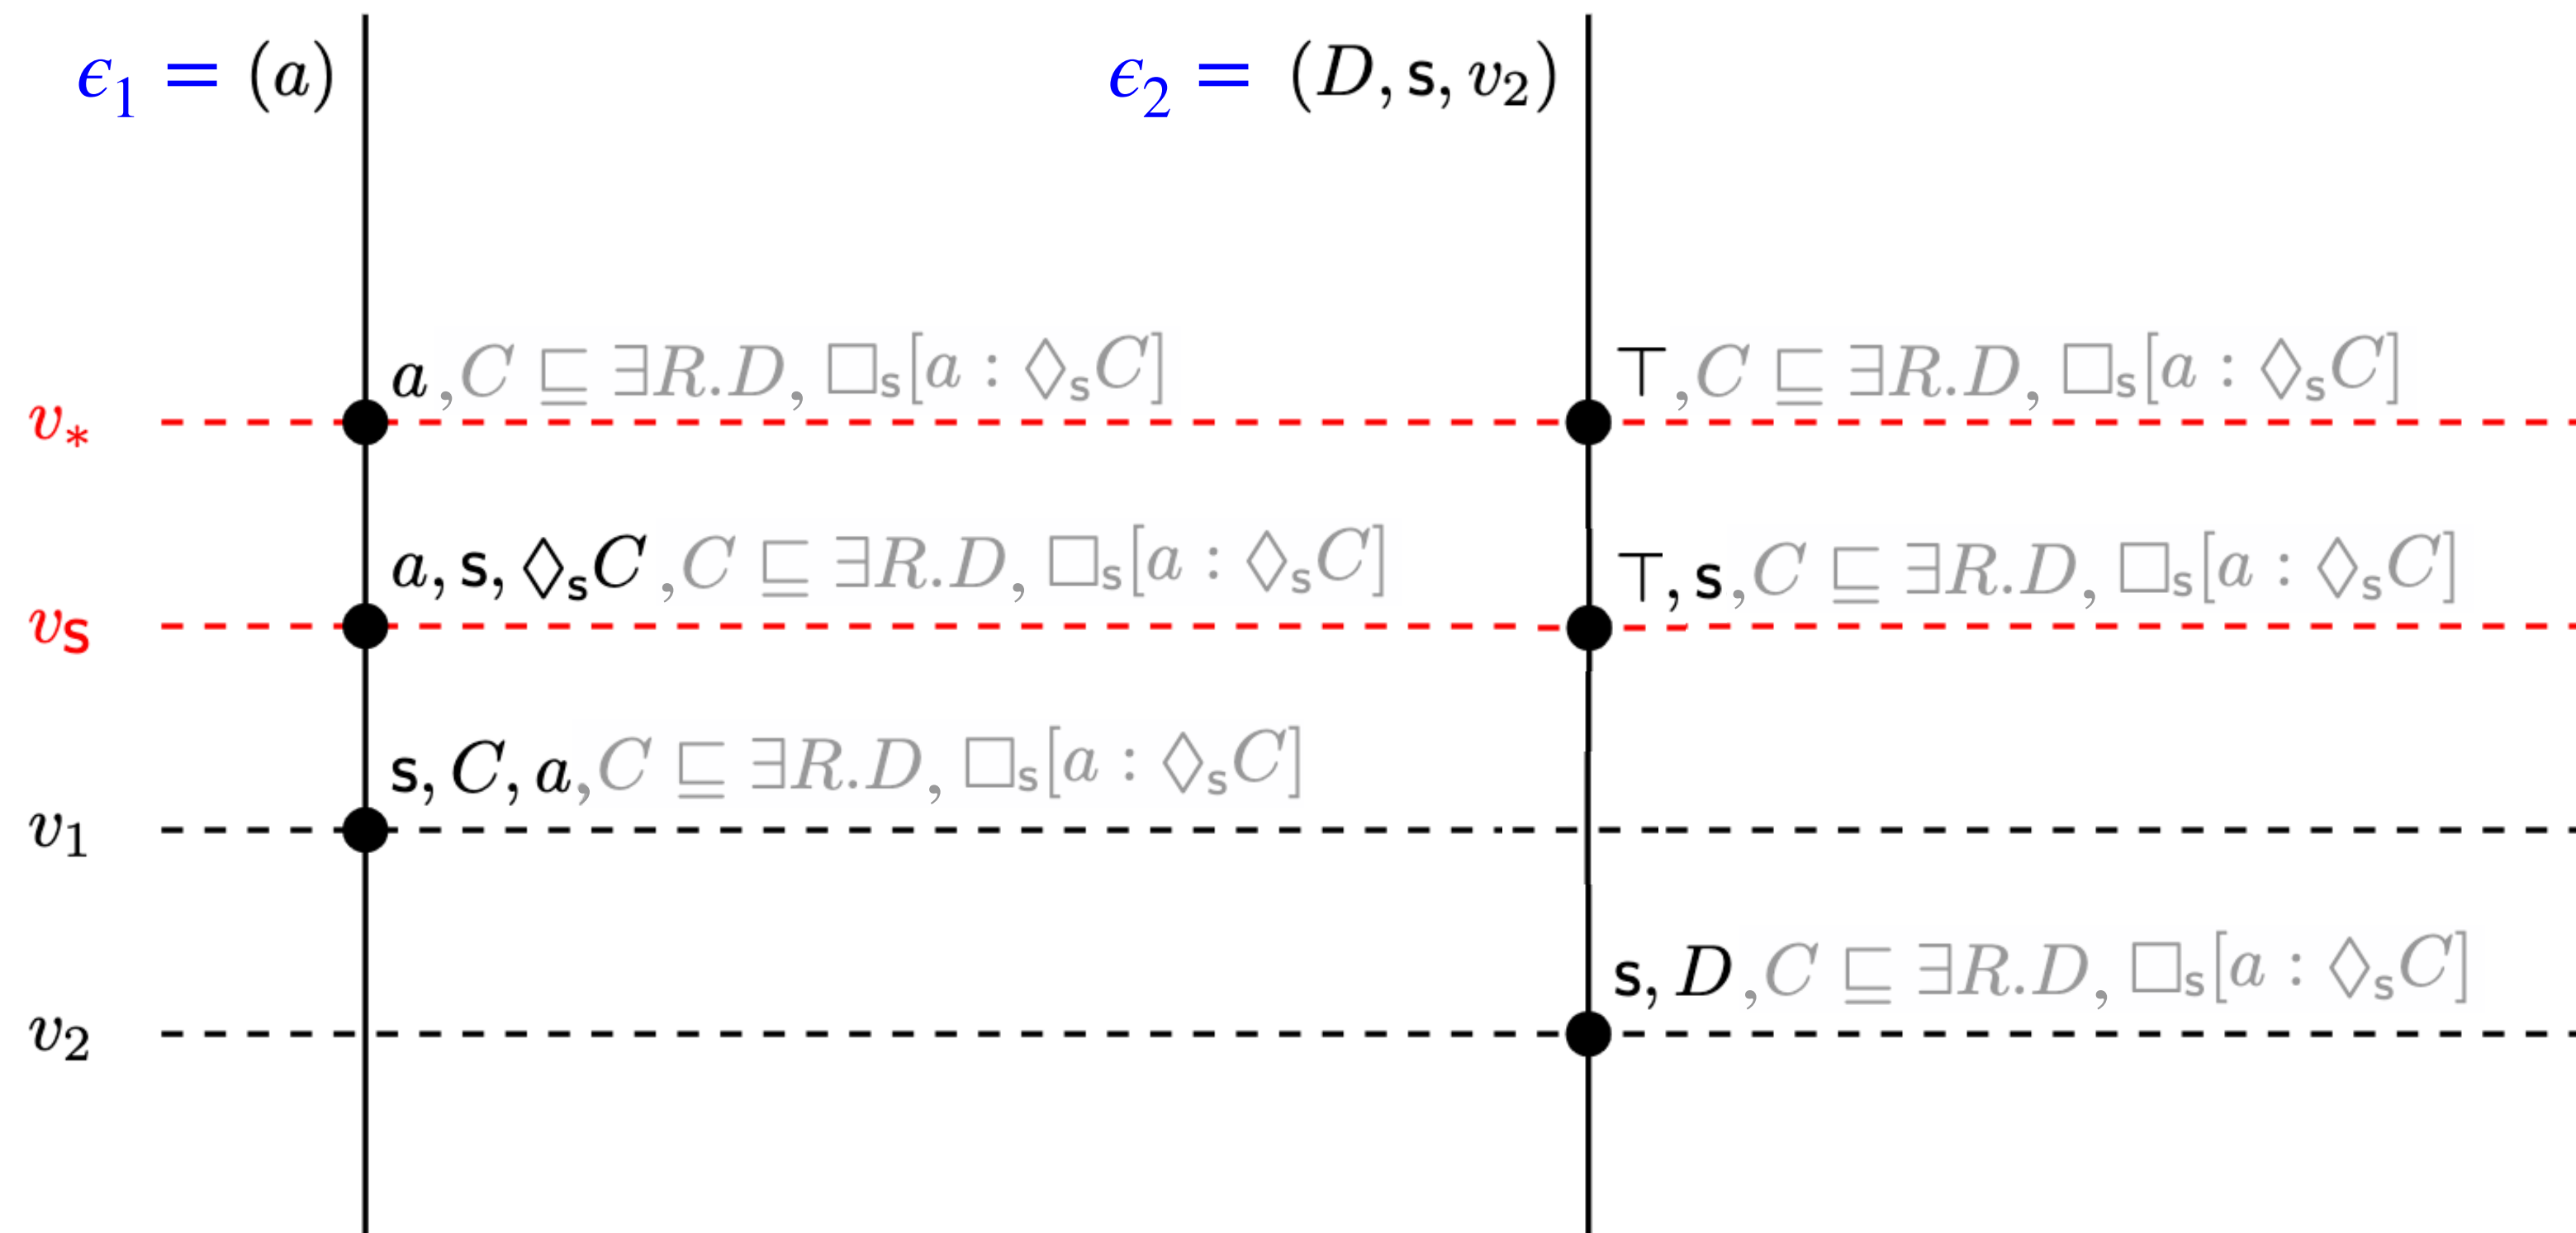 ϵ₁ = (a) ϵ₂ = (D, s, v₂)
a, C ⊑ ∃R.D, □ₛ[a : ◇ₛC] ⊤, C ⊑ ∃R.D, □ₛ[a : ◇ₛC]
v*
a, s, ◇ₛC, C ⊑ ∃R.D, □ₛ[a : ◇ₛC] ⊤, s, C ⊑ ∃R.D, □ₛ[a : ◇ₛC]
vₛ
s, C, a, C ⊑ ∃R.D, □ₛ[a : ◇ₛC]
v₁
s, D, C ⊑ ∃R.D, □ₛ[a : ◇ₛC]
v₂